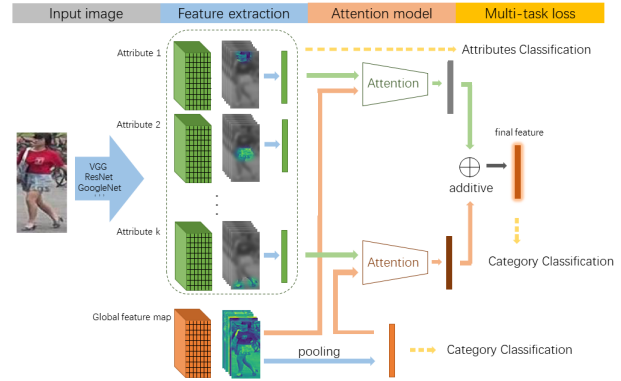 Input image
Feature extraction
Attention model
Multi-task loss
Attribute 1
Attributes Classification
Attention
Attribute 2
final feature
VGG
ResNet
GoogleNet
...
additive
Attribute k
Attention
Category Classification
Global feature map
pooling
Category Classification